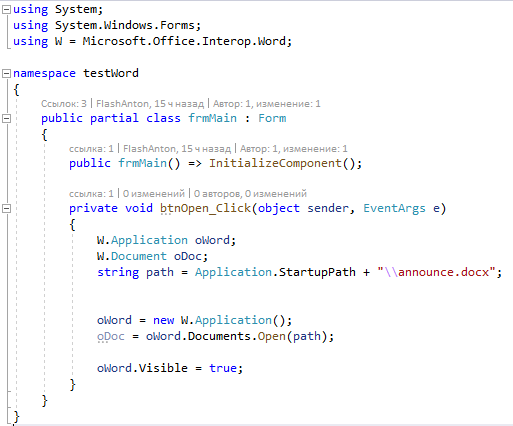 using System;
using System.Windows.Forms;
using W = Microsoft.Office.Interop.Word;
namespace testWord
{
Ссылок: 3 | FlashAnton, 15 ч назад | Автор: 1, изменение: 1
public partial class frmMain : Form
{
ссылка: 1 | FlashAnton, 15 ч назад | Автор: 1, изменение: 1
public frmMain() => InitializeComponent();
ссылка: 1 | 0 изменений | 0 авторов, 0 изменений
private void btnOpen_Click(object sender, EventArgs e)
{
W.Application oWord;
W.Document oDoc;
string path = Application.StartupPath + "\\announce.docx";
oWord = new W.Application();
oDoc = oWord.Documents.Open(path);
oWord.Visible = true;
}
}
}